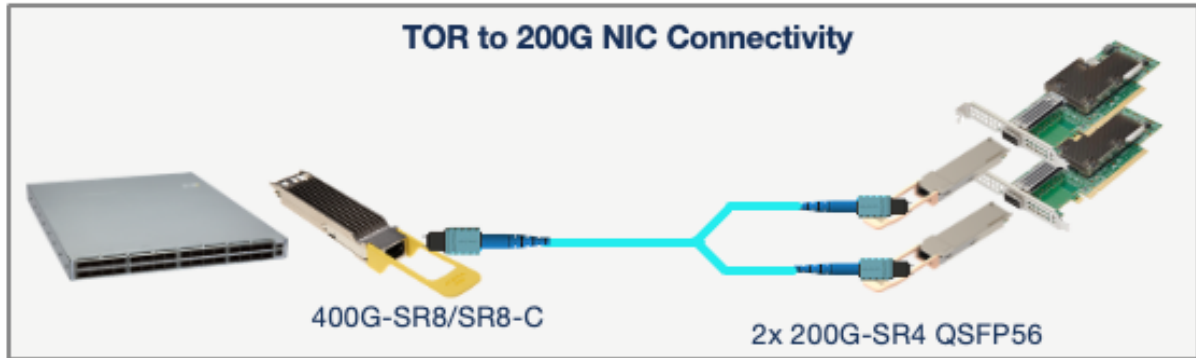 TOR to 200G NIC Connectivity
400G-SR8/SR8-C
2x 200G-SR4 QSFP56